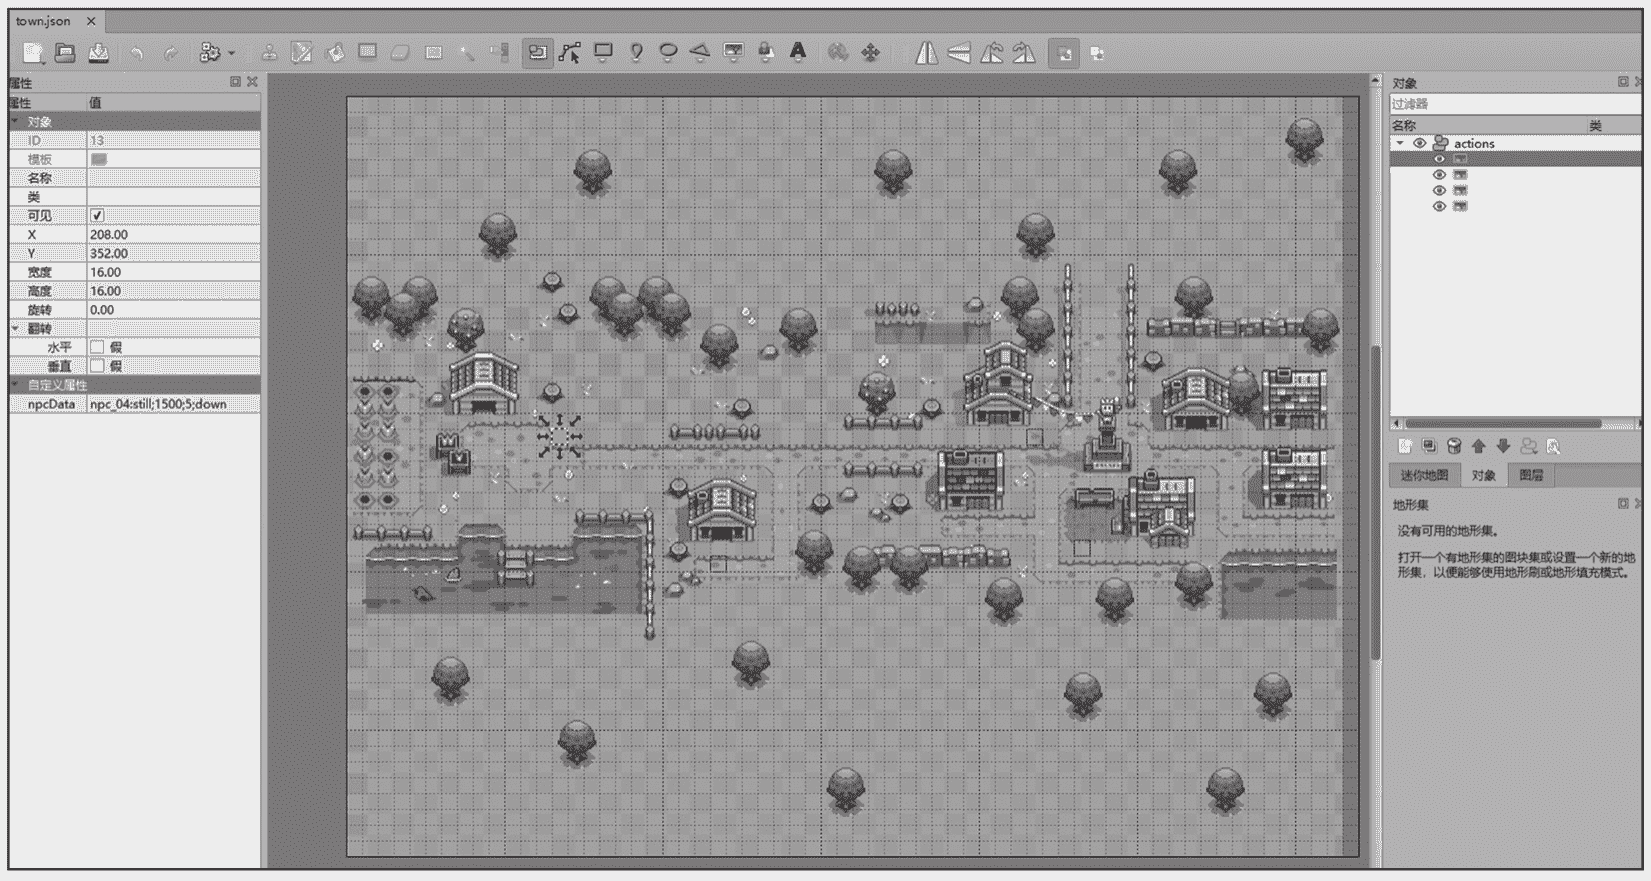 town.json
属性
属性 值
对象
ID 13
模板
名称
类
可见
X 208.00
Y 352.00
宽度 16.00
高度 16.00
旋转 0.00
翻转
水平 假
垂直 假
自定义属性
npcData npc_04:still;1500;5;down
对象
过滤器
名称 类
actions
迷你地图 对象 图层
地形集
没有可用的地形集。
打开一个有地形集的图块集或设置一个新的地
形集，以便能够使用地形刷或地形填充模式。